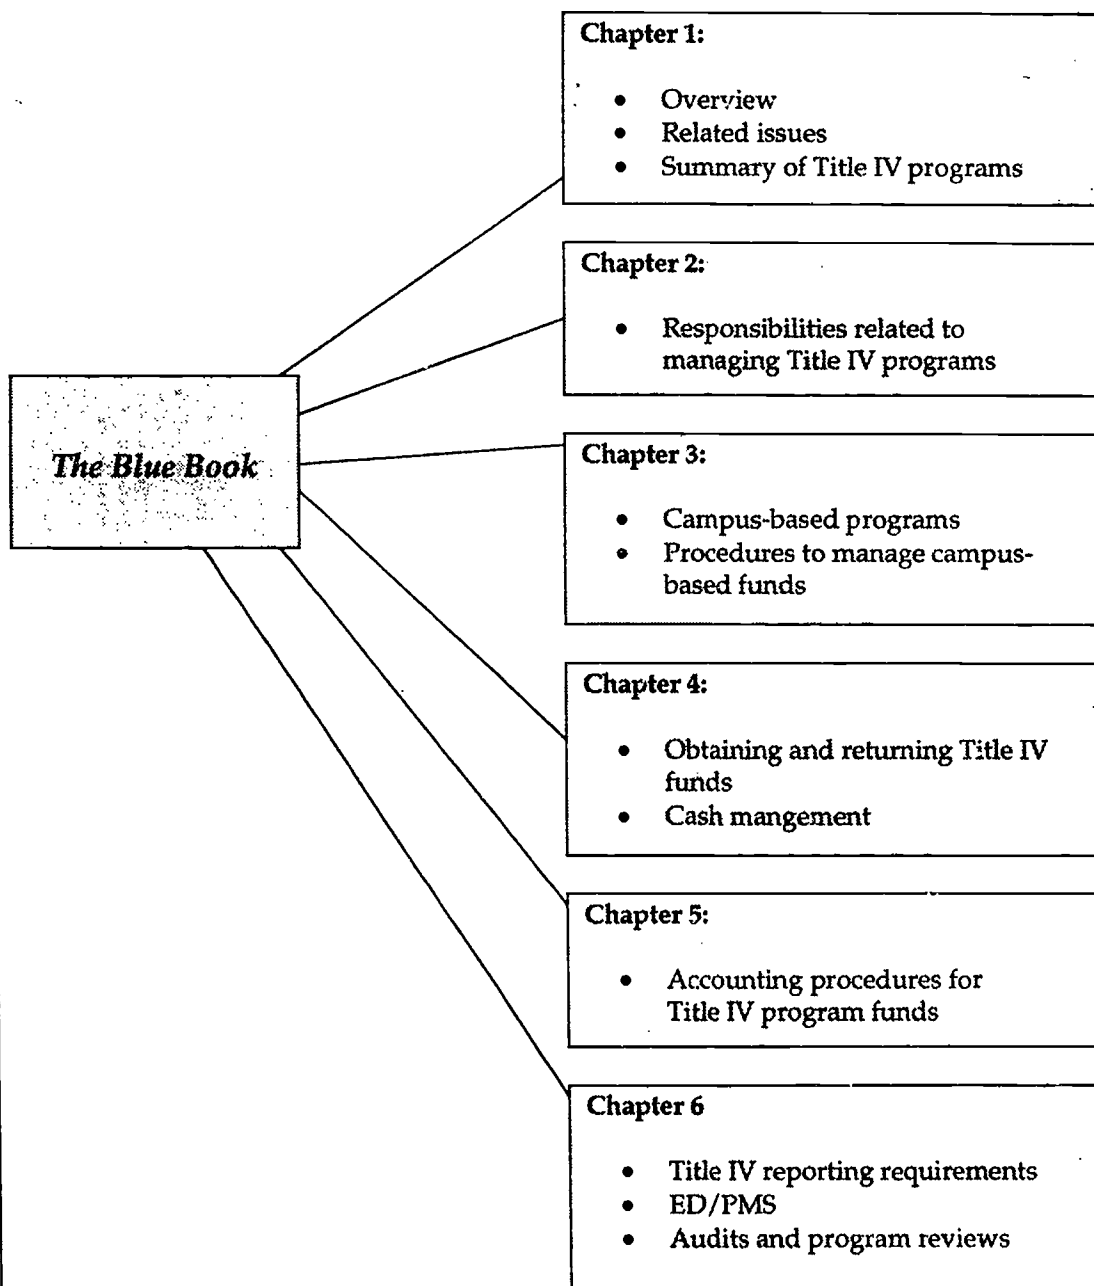 Chapter 1:
• Overview
• Related issues
• Summary of Title IV programs
Chapter 2:
• Responsibilities related to
managing Title IV programs
The Blue Book
Chapter 3:
• Campus-based programs
• Procedures to manage campus-
based funds
Chapter 4:
• Obtaining and returning Title IV
funds
• Cash mangement
Chapter 5:
• Accounting procedures for
Title IV program funds
Chapter 6
• Title IV reporting requirements
• ED/PMS
• Audits and program reviews